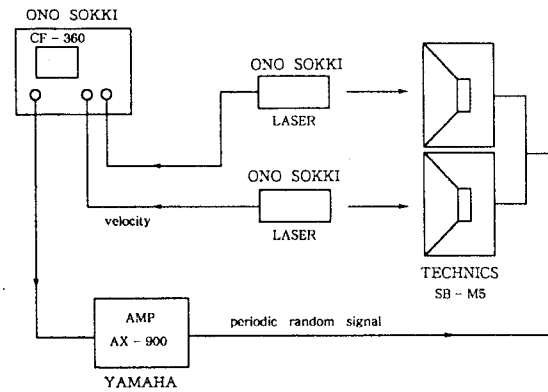 ONO SOKKI
CF - 360
ONO SOKKI
LASER
ONO SOKKI
velocity
LASER
TECHNICS
SB - M5
AMP
AX - 900
periodic random signal
YAMAHA